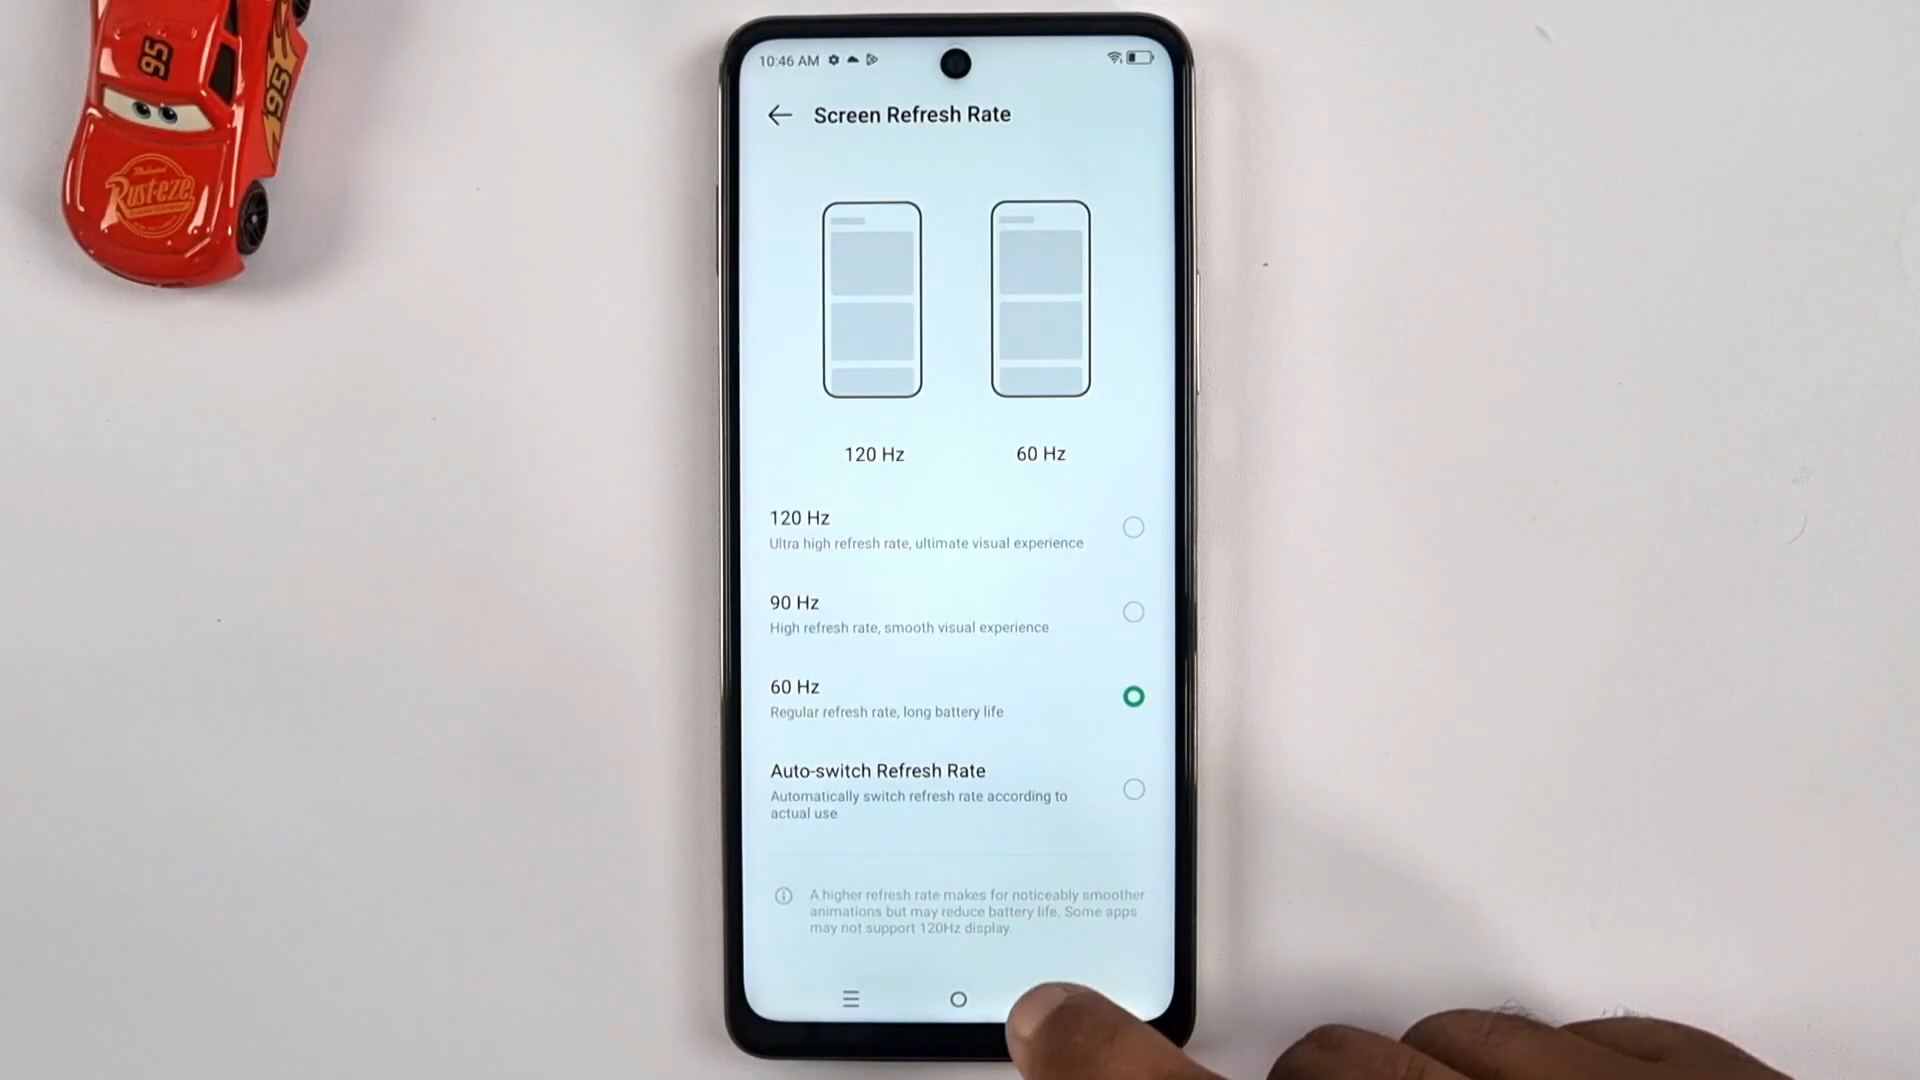 95
95
Rust-eze
10:46 AM
Screen Refresh Rate
120 Hz
60 Hz
120 Hz
Ultra high refresh rate, ultimate visual experience
90 Hz
High refresh rate, smooth visual experience
60 Hz
Regular refresh rate, long battery life
Auto-switch Refresh Rate
Automatically switch refresh rate according to
actual use
A higher refresh rate makes for noticeably smoother
animations but may reduce battery life. Some apps
may not support 120Hz display.